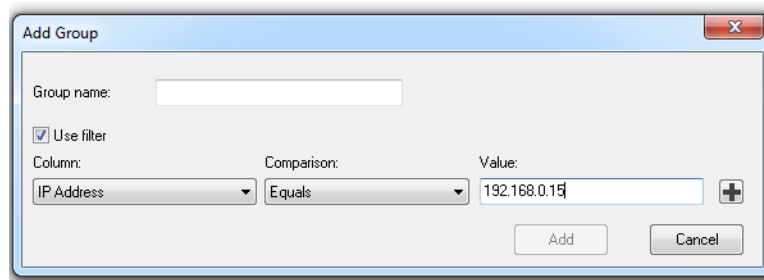 Add Group
Group name:
Use filter
Column: Comparison: Value:
IP Address Equals 192.168.0.15
Add Cancel